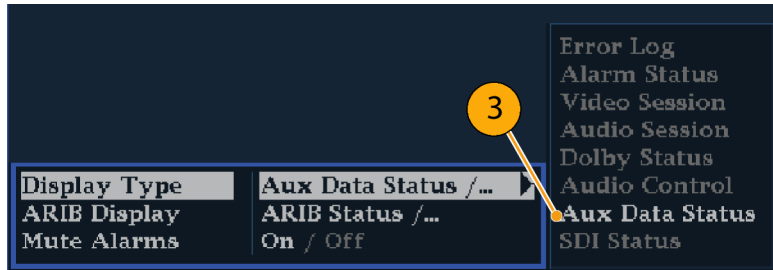 Error Log
Alarm Status
Video Session
3
Audio Session
Dolby Status
Display Type Aux Data Status /... Audio Control
ARIB Display ARIB Status /... Aux Data Status
Mute Alarms On / Off SDI Status